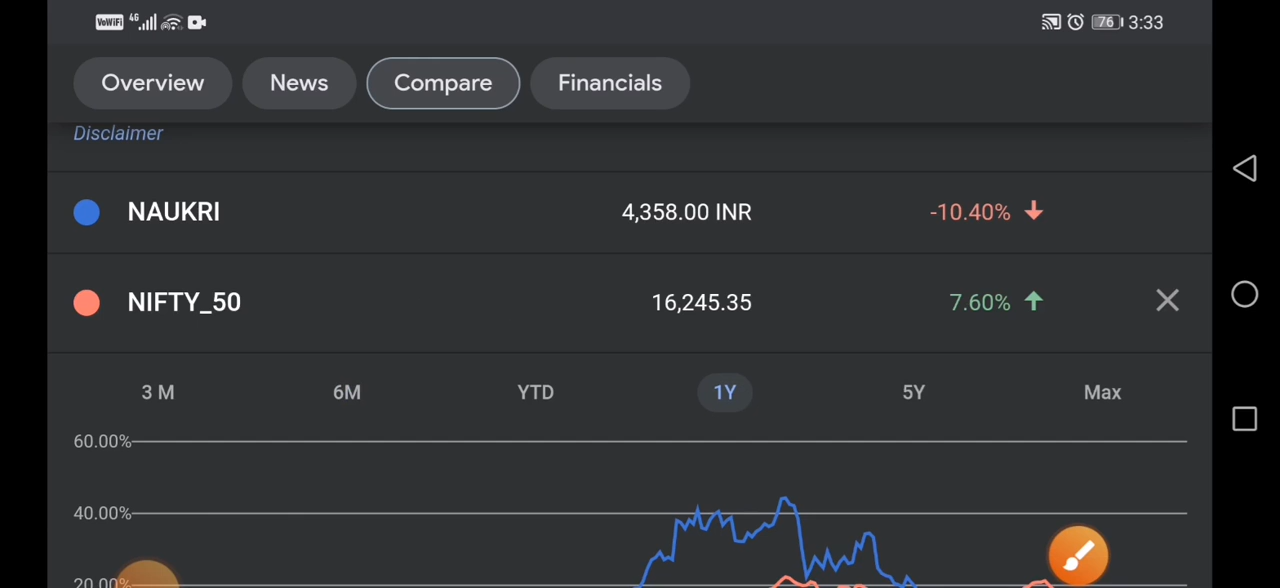 VoWiFi 4G 76 3:33
Overview News Compare Financials
Disclaimer
NAUKRI 4,358.00 INR -10.40%
NIFTY_50 16,245.35 7.60%
3 M 6M YTD 1Y 5Y Max
60.00%
40.00%
20.00%